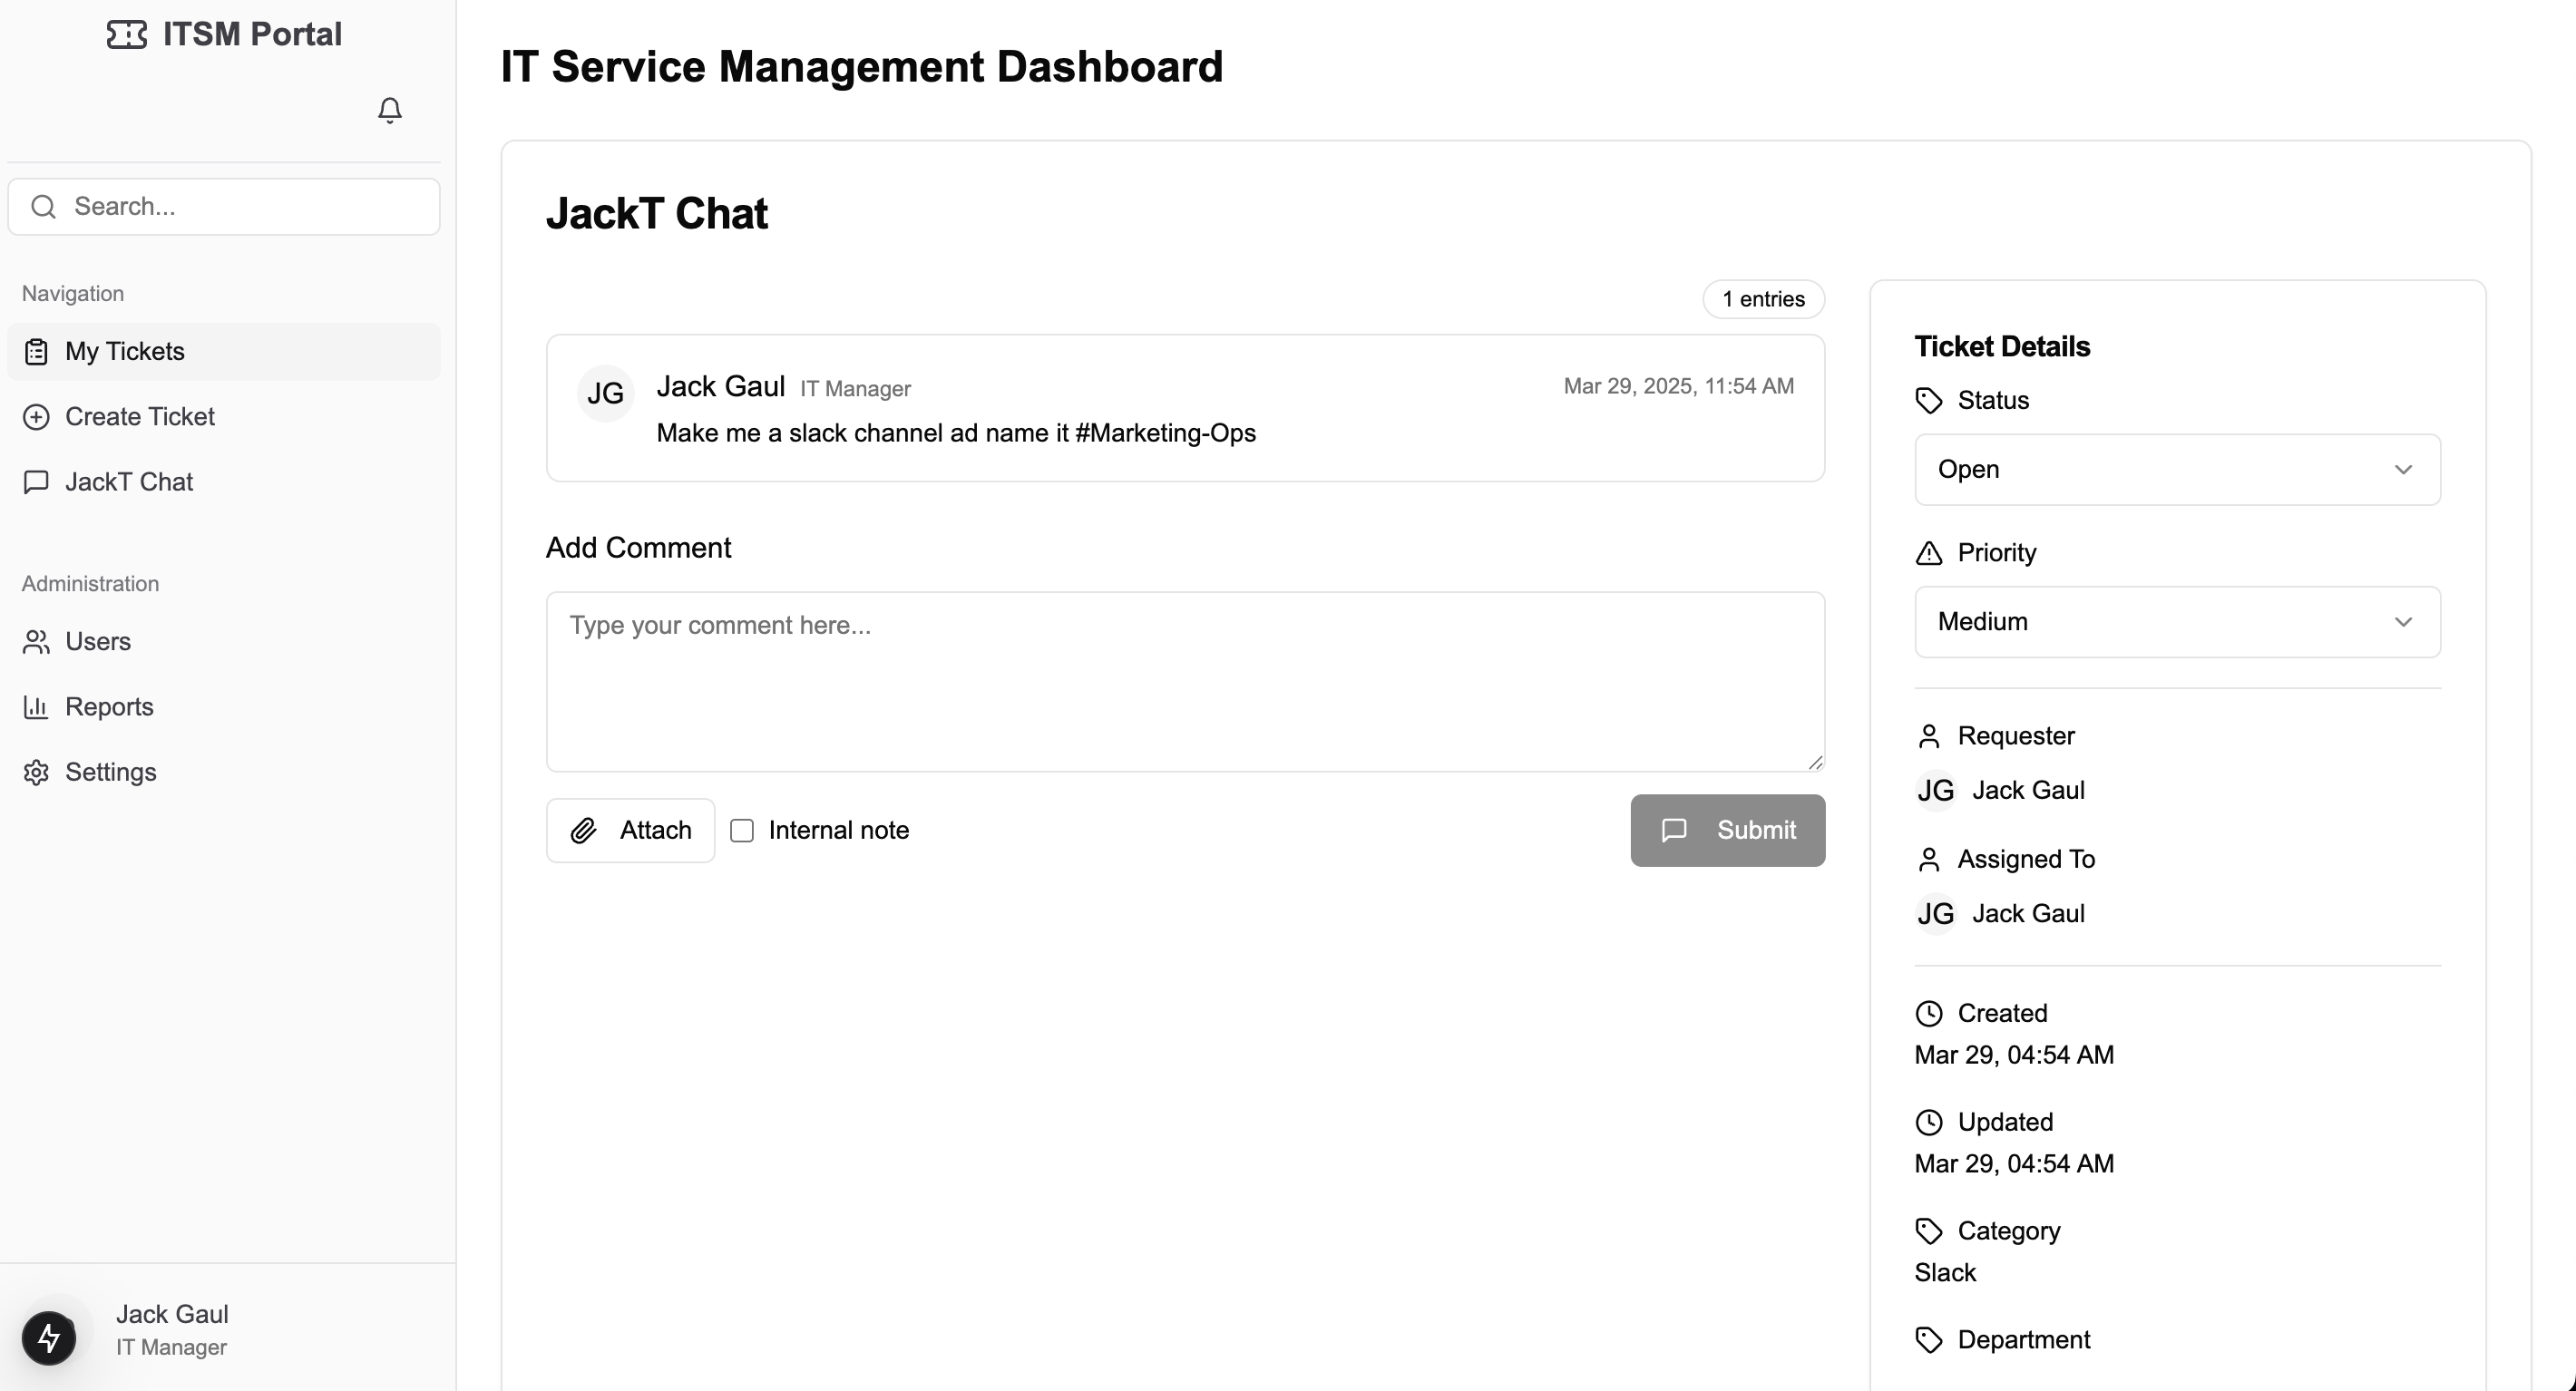 ITSM Portal
Search...
Navigation
My Tickets
Create Ticket
JackT Chat
Administration
Users
Reports
Settings
Jack Gaul
IT Manager
IT Service Management Dashboard
JackT Chat
1 entries
JG
Jack Gaul IT Manager
Mar 29, 2025, 11:54 AM
Make me a slack channel ad name it #Marketing-Ops
Add Comment
Type your comment here...
Attach
Internal note
Submit
Ticket Details
Status
Open
Priority
Medium
Requester
JG Jack Gaul
Assigned To
JG Jack Gaul
Created
Mar 29, 04:54 AM
Updated
Mar 29, 04:54 AM
Category
Slack
Department